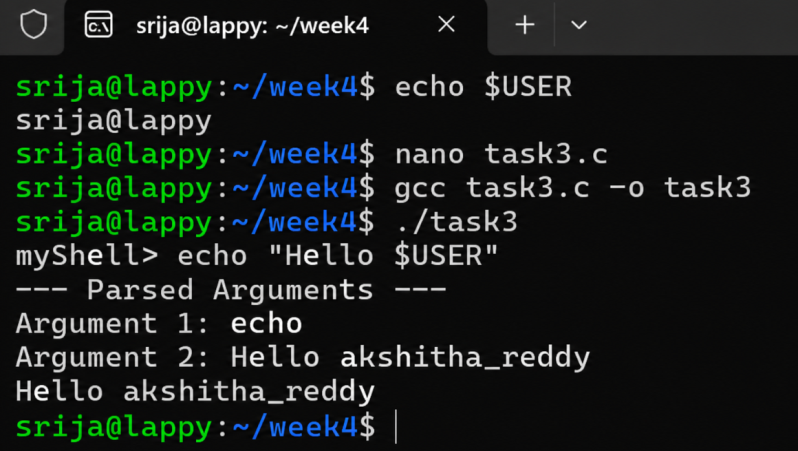 srija@lappy: ~/week4
srija@lappy:~/week4$ echo $USER
srija@lappy
srija@lappy:~/week4$ nano task3.c
srija@lappy:~/week4$ gcc task3.c -o task3
srija@lappy:~/week4$ ./task3
myShell> echo "Hello $USER"
--- Parsed Arguments ---
Argument 1: echo
Argument 2: Hello akshitha_reddy
Hello akshitha_reddy
srija@lappy:~/week4$